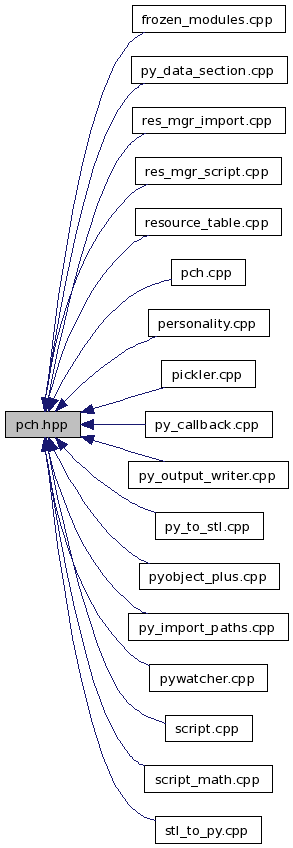 frozen_modules.cpp
py_data_section.cpp
res_mgr_import.cpp
res_mgr_script.cpp
resource_table.cpp
pch.cpp
personality.cpp
pickler.cpp
pch.hpp
py_callback.cpp
py_output_writer.cpp
py_to_stl.cpp
pyobject_plus.cpp
py_import_paths.cpp
pywatcher.cpp
script.cpp
script_math.cpp
stl_to_py.cpp